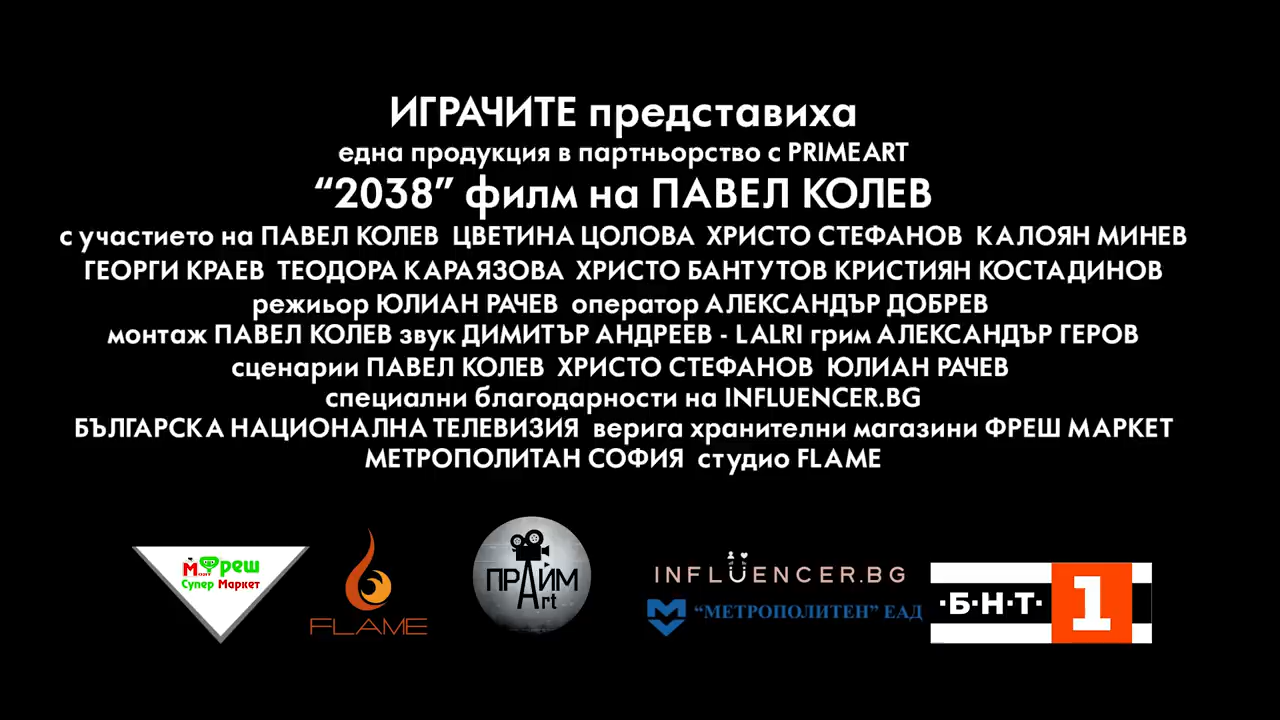 ИГРАЧИТЕ представиха
една продукция в партньорство с PRIMEART
“2038” филм на ПАВЕЛ КОЛЕВ
с участието на ПАВЕЛ КОЛЕВ ЦВЕТИНА ЦОЛОВА ХРИСТО СТЕФАНОВ КАЛОЯН МИНЕВ
ГЕОРГИ КРАЕВ ТЕОДОРА КАРАЯЗОВА ХРИСТО БАНТУТОВ КРИСТИЯН КОСТАДИНОВ
режиьор ЮЛИАН РАЧЕВ оператор АЛЕКСАНДЪР ДОБРЕВ
монтаж ПАВЕЛ КОЛЕВ звук ДИМИТЪР АНДРЕЕВ - LALRI грим АЛЕКСАНДЪР ГЕРОВ
сценарии ПАВЕЛ КОЛЕВ ХРИСТО СТЕФАНОВ ЮЛИАН РАЧЕВ
специални благодарности на INFLUENCER.BG
БЪЛГАРСКА НАЦИОНАЛНА ТЕЛЕВИЗИЯ верига хранителни магазини ФРЕШ МАРКЕТ
МЕТРОПОЛИТАН СОФИЯ студио FLAME
Фреш
Супер Маркет
FLAME
ПРАЙМ
Art
INFLUENCER.BG
“МЕТРОПОЛИТЕН” ЕАД
·Б·Н·Т· 1